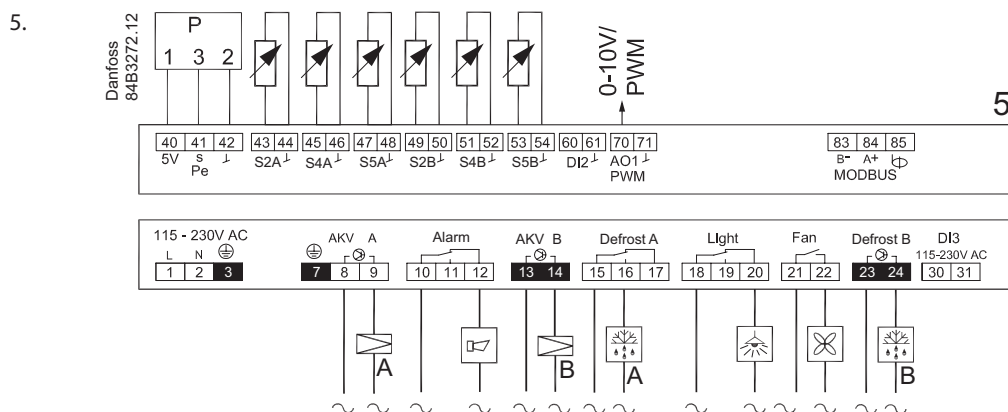 5.
Danfoss
84B3272.12
P
1 3 2
0-10V/
PWM
5
40 41 42 43 44 45 46 47 48 49 50 51 52 53 54 60 61 70 71 83 84 85
5V s ⊥ S2A ⊥ S4A ⊥ S5A ⊥ S2B ⊥ S4B ⊥ S5B ⊥ DI2 ⊥ AO1 ⊥ B- A+
Pe PWM MODBUS
115 - 230V AC AKV A Alarm AKV B Defrost A LIght Fan Defrost B DI3
L N 115-230V AC
1 2 3 7 8 9 10 11 12 13 14 15 16 17 18 19 20 21 22 23 24 30 31
A B A B